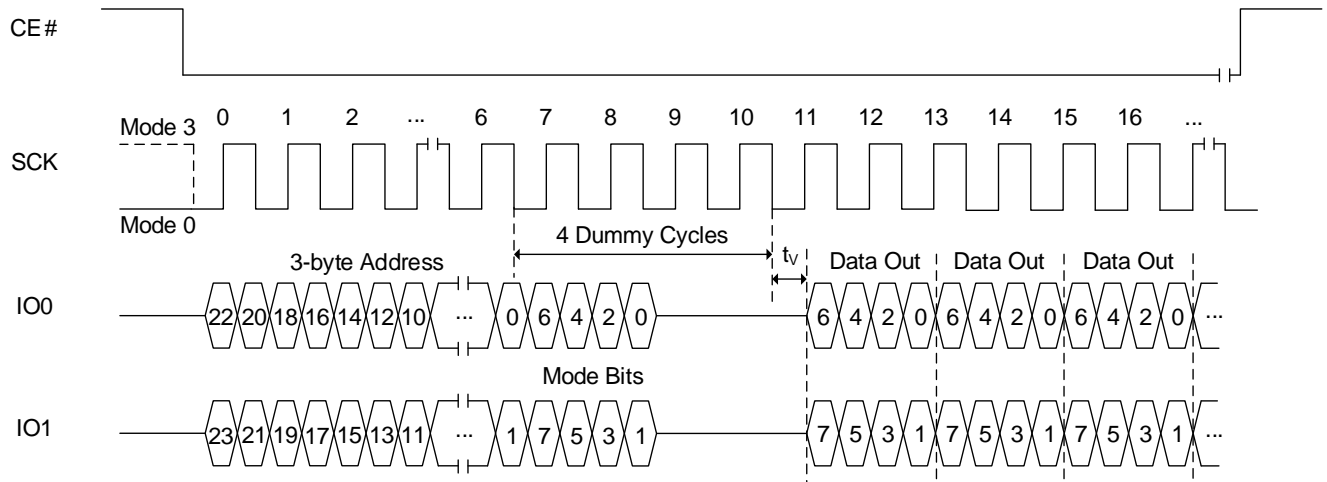 CE#
0 1 2 ... 6 7 8 9 10 11 12 13 14 15 16 ...
Mode 3
SCK
Mode 0
4 Dummy Cycles
3-byte Address
tV
Data Out Data Out Data Out
IO0
22 20 18 16 14 12 10 ... 0 6 4 2 0 6 4 2 0 6 4 2 0 6 4 2 0 ...
Mode Bits
IO1
23 21 19 17 15 13 11 ... 1 7 5 3 1 7 5 3 1 7 5 3 1 7 5 3 1 ...